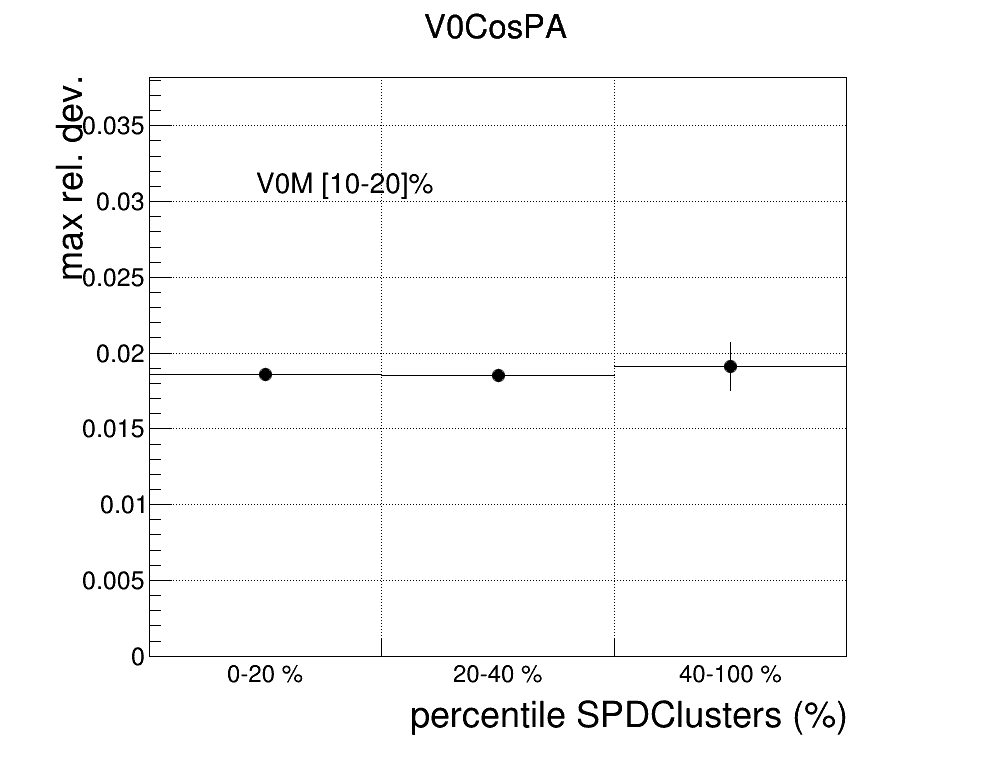 V0CosPA
max rel. dev.
0.035
0.03
0.025
0.02
0.015
0.01
0.005
0
V0M [10-20]%
0-20 %
20-40 %
40-100 %
percentile SPDClusters (%)